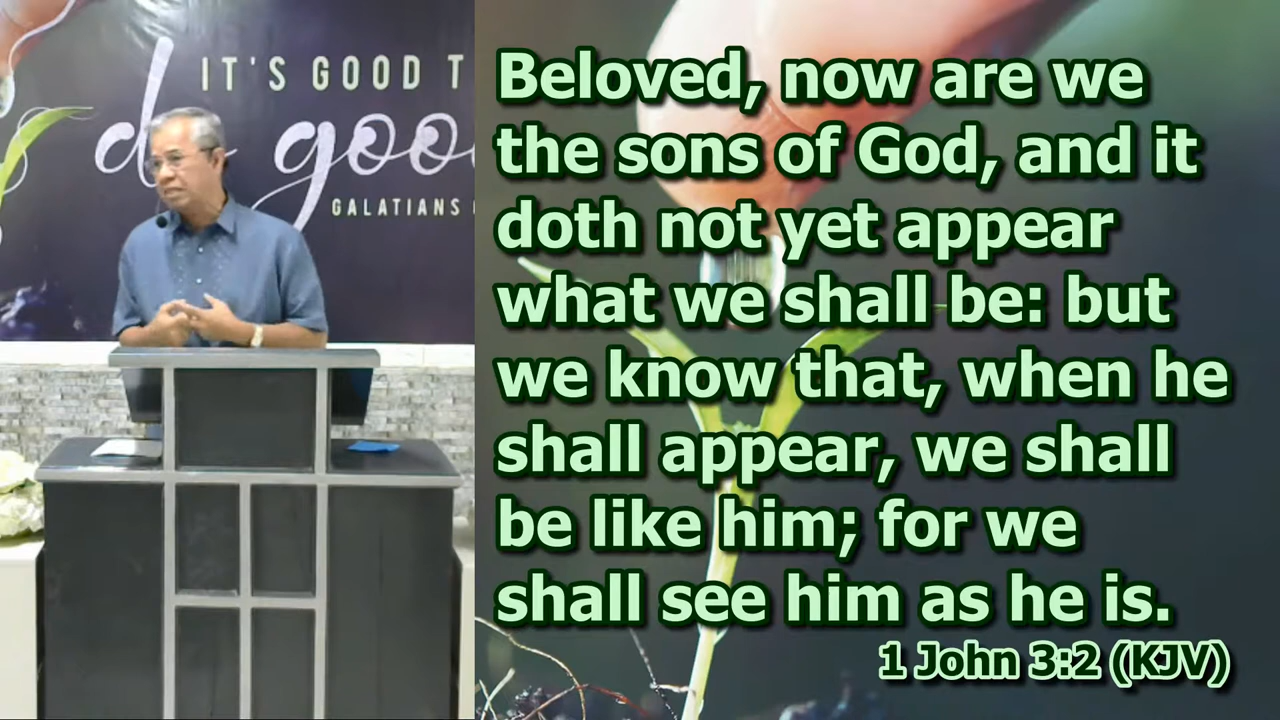 IT'S GOOD T
do good
GALATIANS
Beloved, now are we
the sons of God, and it
doth not yet appear
what we shall be: but
we know that, when he
shall appear, we shall
be like him; for we
shall see him as he is.
1 John 3:2 (KJV)